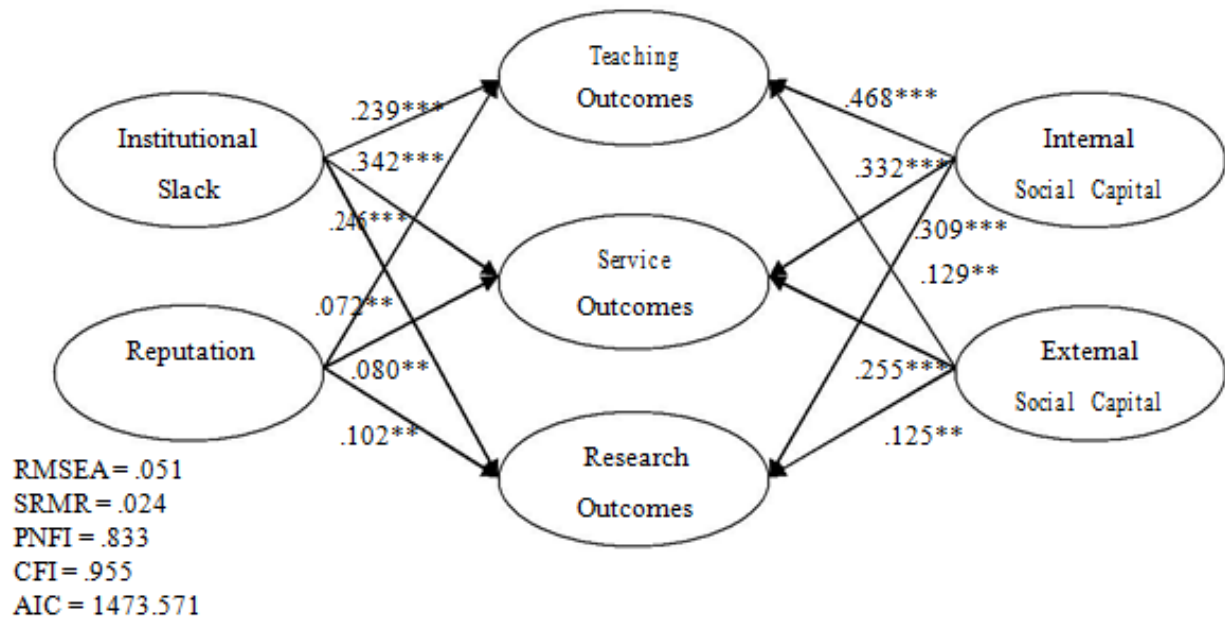 Teaching
Outcomes
.239***
.468***
Institutional
Slack
Internal
Social Capital
.342***
.332***
.246***
.309***
Service
Outcomes
.129**
.072**
Reputation
External
Social Capital
.080**
.255***
.102**
.125**
Research
Outcomes
RMSEA = .051
SRMR = .024
PNFI = .833
CFI = .955
AIC = 1473.571